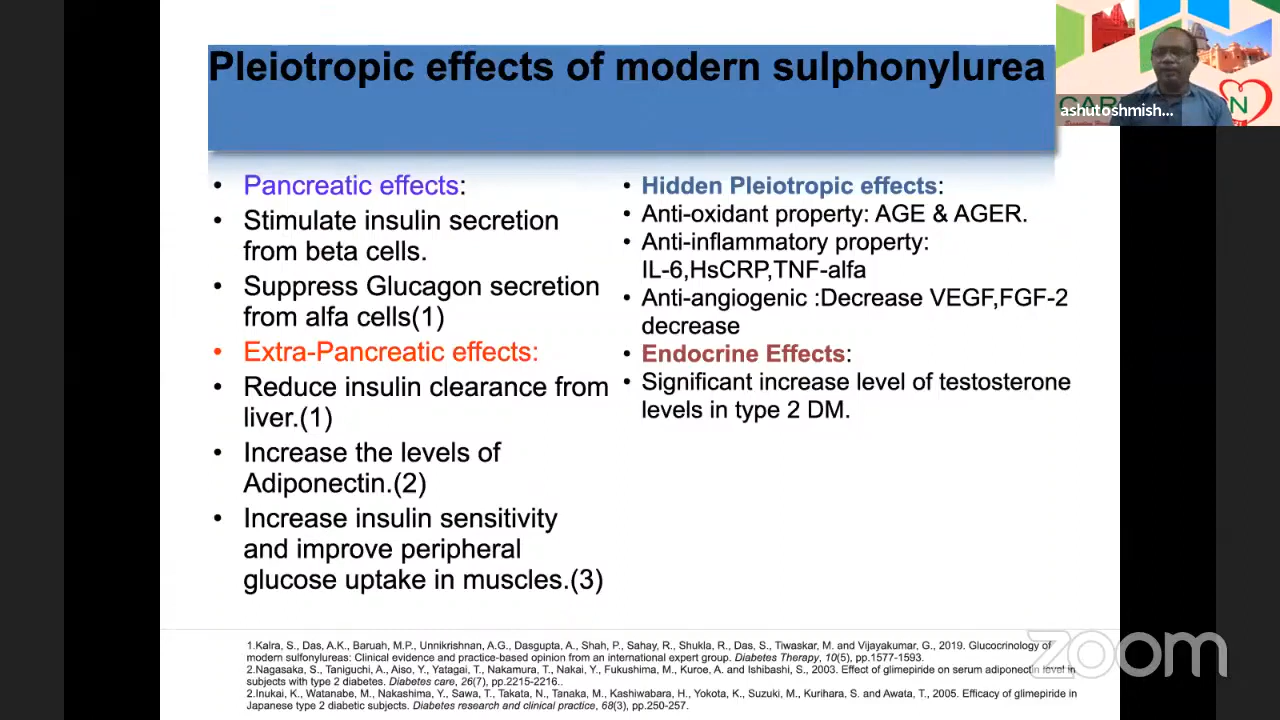 Pleiotropic effects of modern sulphonylurea
ashutoshmish...
• Pancreatic effects:
• Stimulate insulin secretion
from beta cells.
• Suppress Glucagon secretion
from alfa cells(1)
• Extra-Pancreatic effects:
• Reduce insulin clearance from
liver.(1)
• Increase the levels of
Adiponectin.(2)
• Increase insulin sensitivity
and improve peripheral
glucose uptake in muscles.(3)
• Hidden Pleiotropic effects:
• Anti-oxidant property: AGE & AGER.
• Anti-inflammatory property:
IL-6,HsCRP,TNF-alfa
• Anti-angiogenic :Decrease VEGF,FGF-2
decrease
• Endocrine Effects:
• Significant increase level of testosterone
levels in type 2 DM.
1.Kalra, S., Das, A.K., Baruah, M.P., Unnikrishnan, A.G., Dasgupta, A., Shah, P., Sahay, R., Shukla, R., Das, S., Tiwaskar, M. and Vijayakumar, G., 2019. Glucocrinology of
modern sulfonylureas: Clinical evidence and practice-based opinion from an international expert group. Diabetes Therapy, 10(5), pp.1577-1593.
2.Nagasaka, S., Taniguchi, A., Aiso, Y., Yatagai, T., Nakamura, T., Nakai, Y., Fukushima, M., Kuroe, A. and Ishibashi, S., 2003. Effect of glimepiride on serum adiponectin level in
subjects with type 2 diabetes. Diabetes care, 26(7), pp.2215-2216..
2.Inukai, K., Watanabe, M., Nakashima, Y., Sawa, T., Takata, N., Tanaka, M., Kashiwabara, H., Yokota, K., Suzuki, M., Kurihara, S. and Awata, T., 2005. Efficacy of glimepiride in
Japanese type 2 diabetic subjects. Diabetes research and clinical practice, 68(3), pp.250-257.
zoom